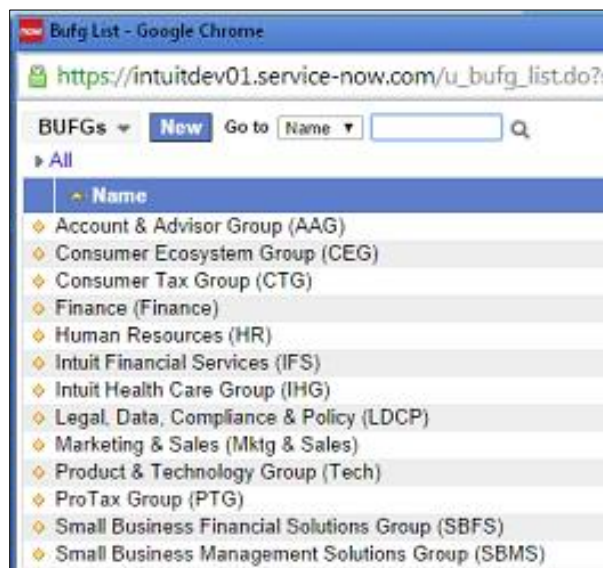 now Bufg List - Google Chrome
https://intuitdev01.service-now.com/u_bufg_list.do?
BUFGs New Go to Name
All
Name
Account & Advisor Group (AAG)
Consumer Ecosystem Group (CEG)
Consumer Tax Group (CTG)
Finance (Finance)
Human Resources (HR)
Intuit Financial Services (IFS)
Intuit Health Care Group (IHG)
Legal, Data, Compliance & Policy (LDCP)
Marketing & Sales (Mktg & Sales)
Product & Technology Group (Tech)
ProTax Group (PTG)
Small Business Financial Solutions Group (SBFS)
Small Business Management Solutions Group (SBMS)